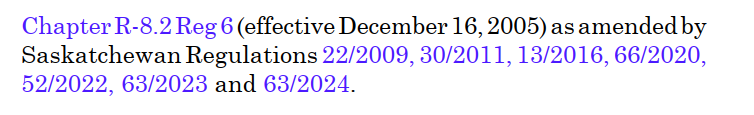 Chapter R-8.2 Reg 6 (effective December 16, 2005) as amended by
Saskatchewan Regulations 22/2009, 30/2011, 13/2016, 66/2020,
52/2022, 63/2023 and 63/2024.